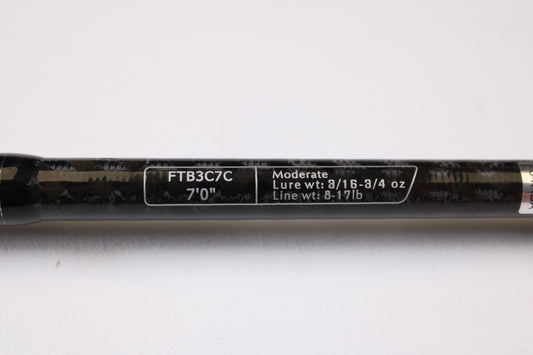 FTB3C7C
7'0"
Moderate
Lure wt: 3/16-3/4 oz
Line wt: 8-17lb